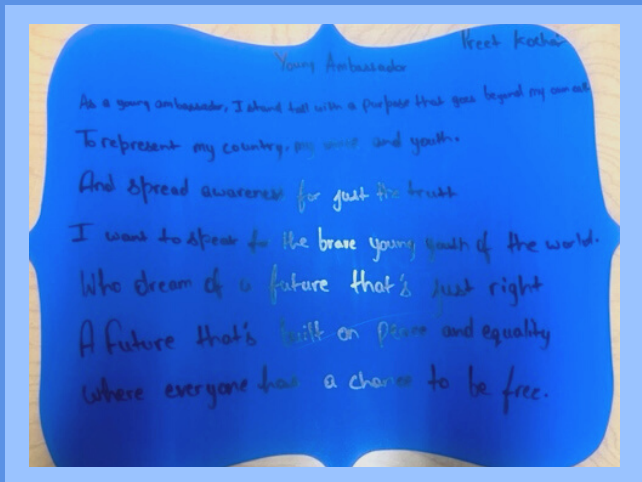 Preet Kochar
Young Ambassador
As a young ambassador, I stand tall with a purpose that goes beyond my own call
To represent my country, my voice and youth.
And spread awareness for just the truth
I want to speak for the brave young youth of the world.
Who dream of a future that's just right
A future that's built on peace and equality
where everyone has a chance to be free.